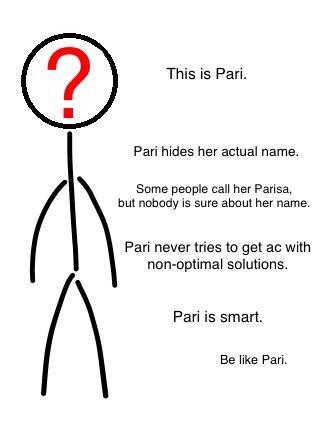 ?
This is Pari.
Pari hides her actual name.
Some people call her Parisa,
but nobody is sure about her name.
Pari never tries to get ac with
non-optimal solutions.
Pari is smart.
Be like Pari.